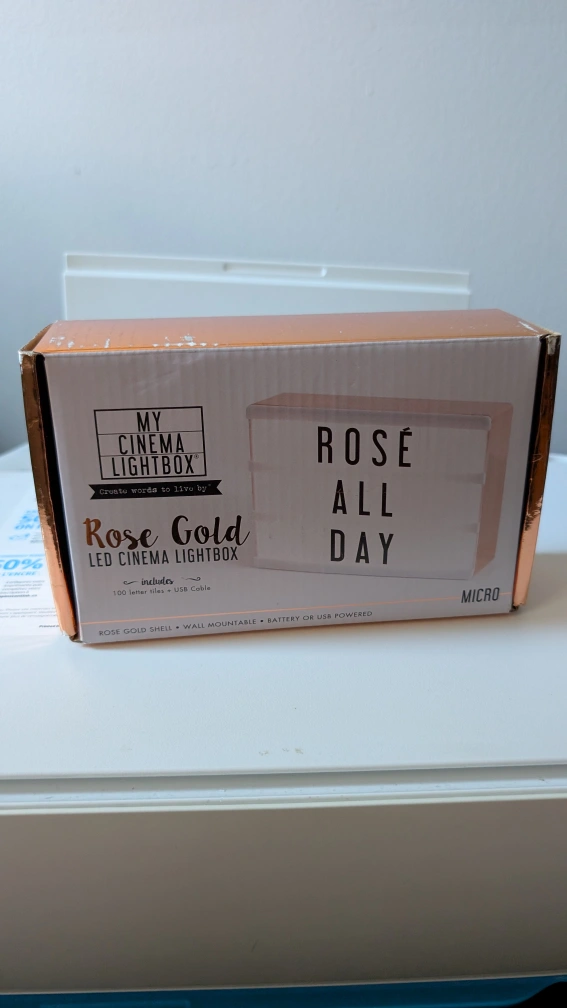 MY
CINEMA
LIGHTBOX®
Create words to live by™
Rose Gold
LED CINEMA LIGHTBOX
includes
100 letter tiles + USB Cable
ROSE GOLD SHELL • WALL MOUNTABLE • BATTERY OR USB POWERED
ROSÉ
ALL
DAY
MICRO